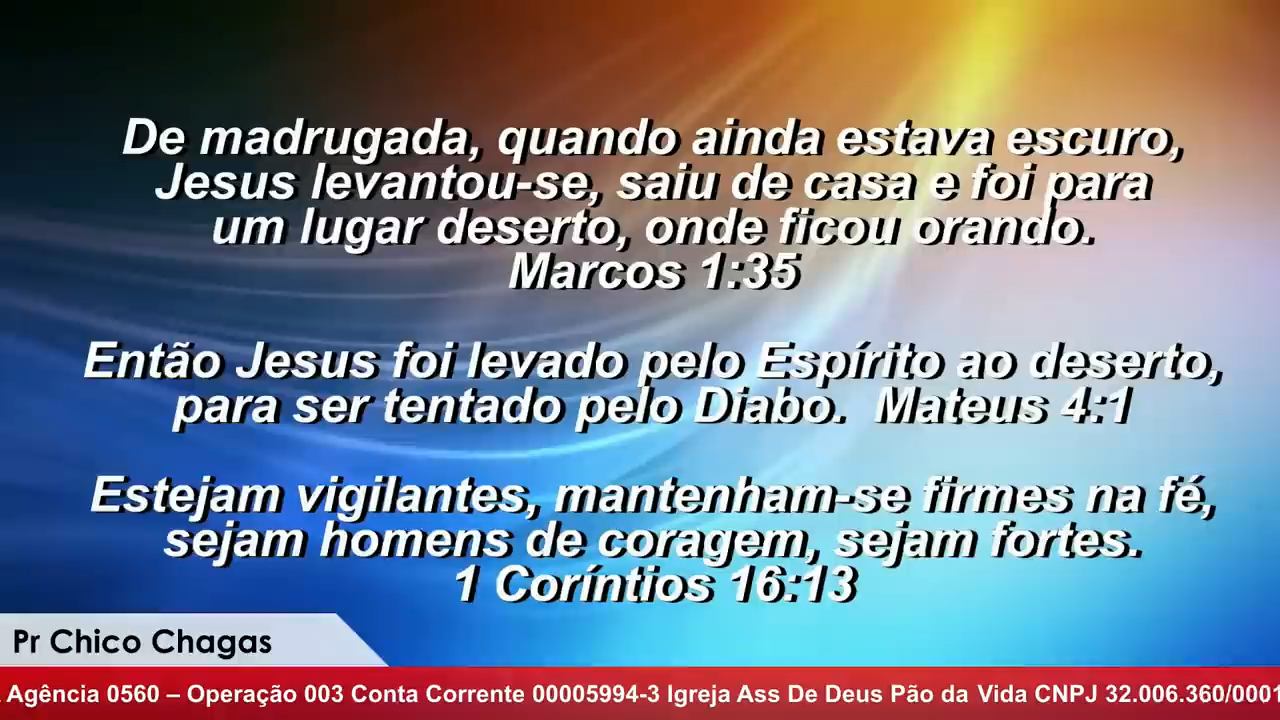 De madrugada, quando ainda estava escuro,
Jesus levantou-se, saiu de casa e foi para
um lugar deserto, onde ficou orando.
Marcos 1:35
Então Jesus foi levado pelo Espírito ao deserto,
para ser tentado pelo Diabo. Mateus 4:1
Estejam vigilantes, mantenham-se firmes na fé,
sejam homens de coragem, sejam fortes.
1 Coríntios 16:13
Pr Chico Chagas
Agência 0560 – Operação 003 Conta Corrente 00005994-3 Igreja Ass De Deus Pão da Vida CNPJ 32.006.360/0001